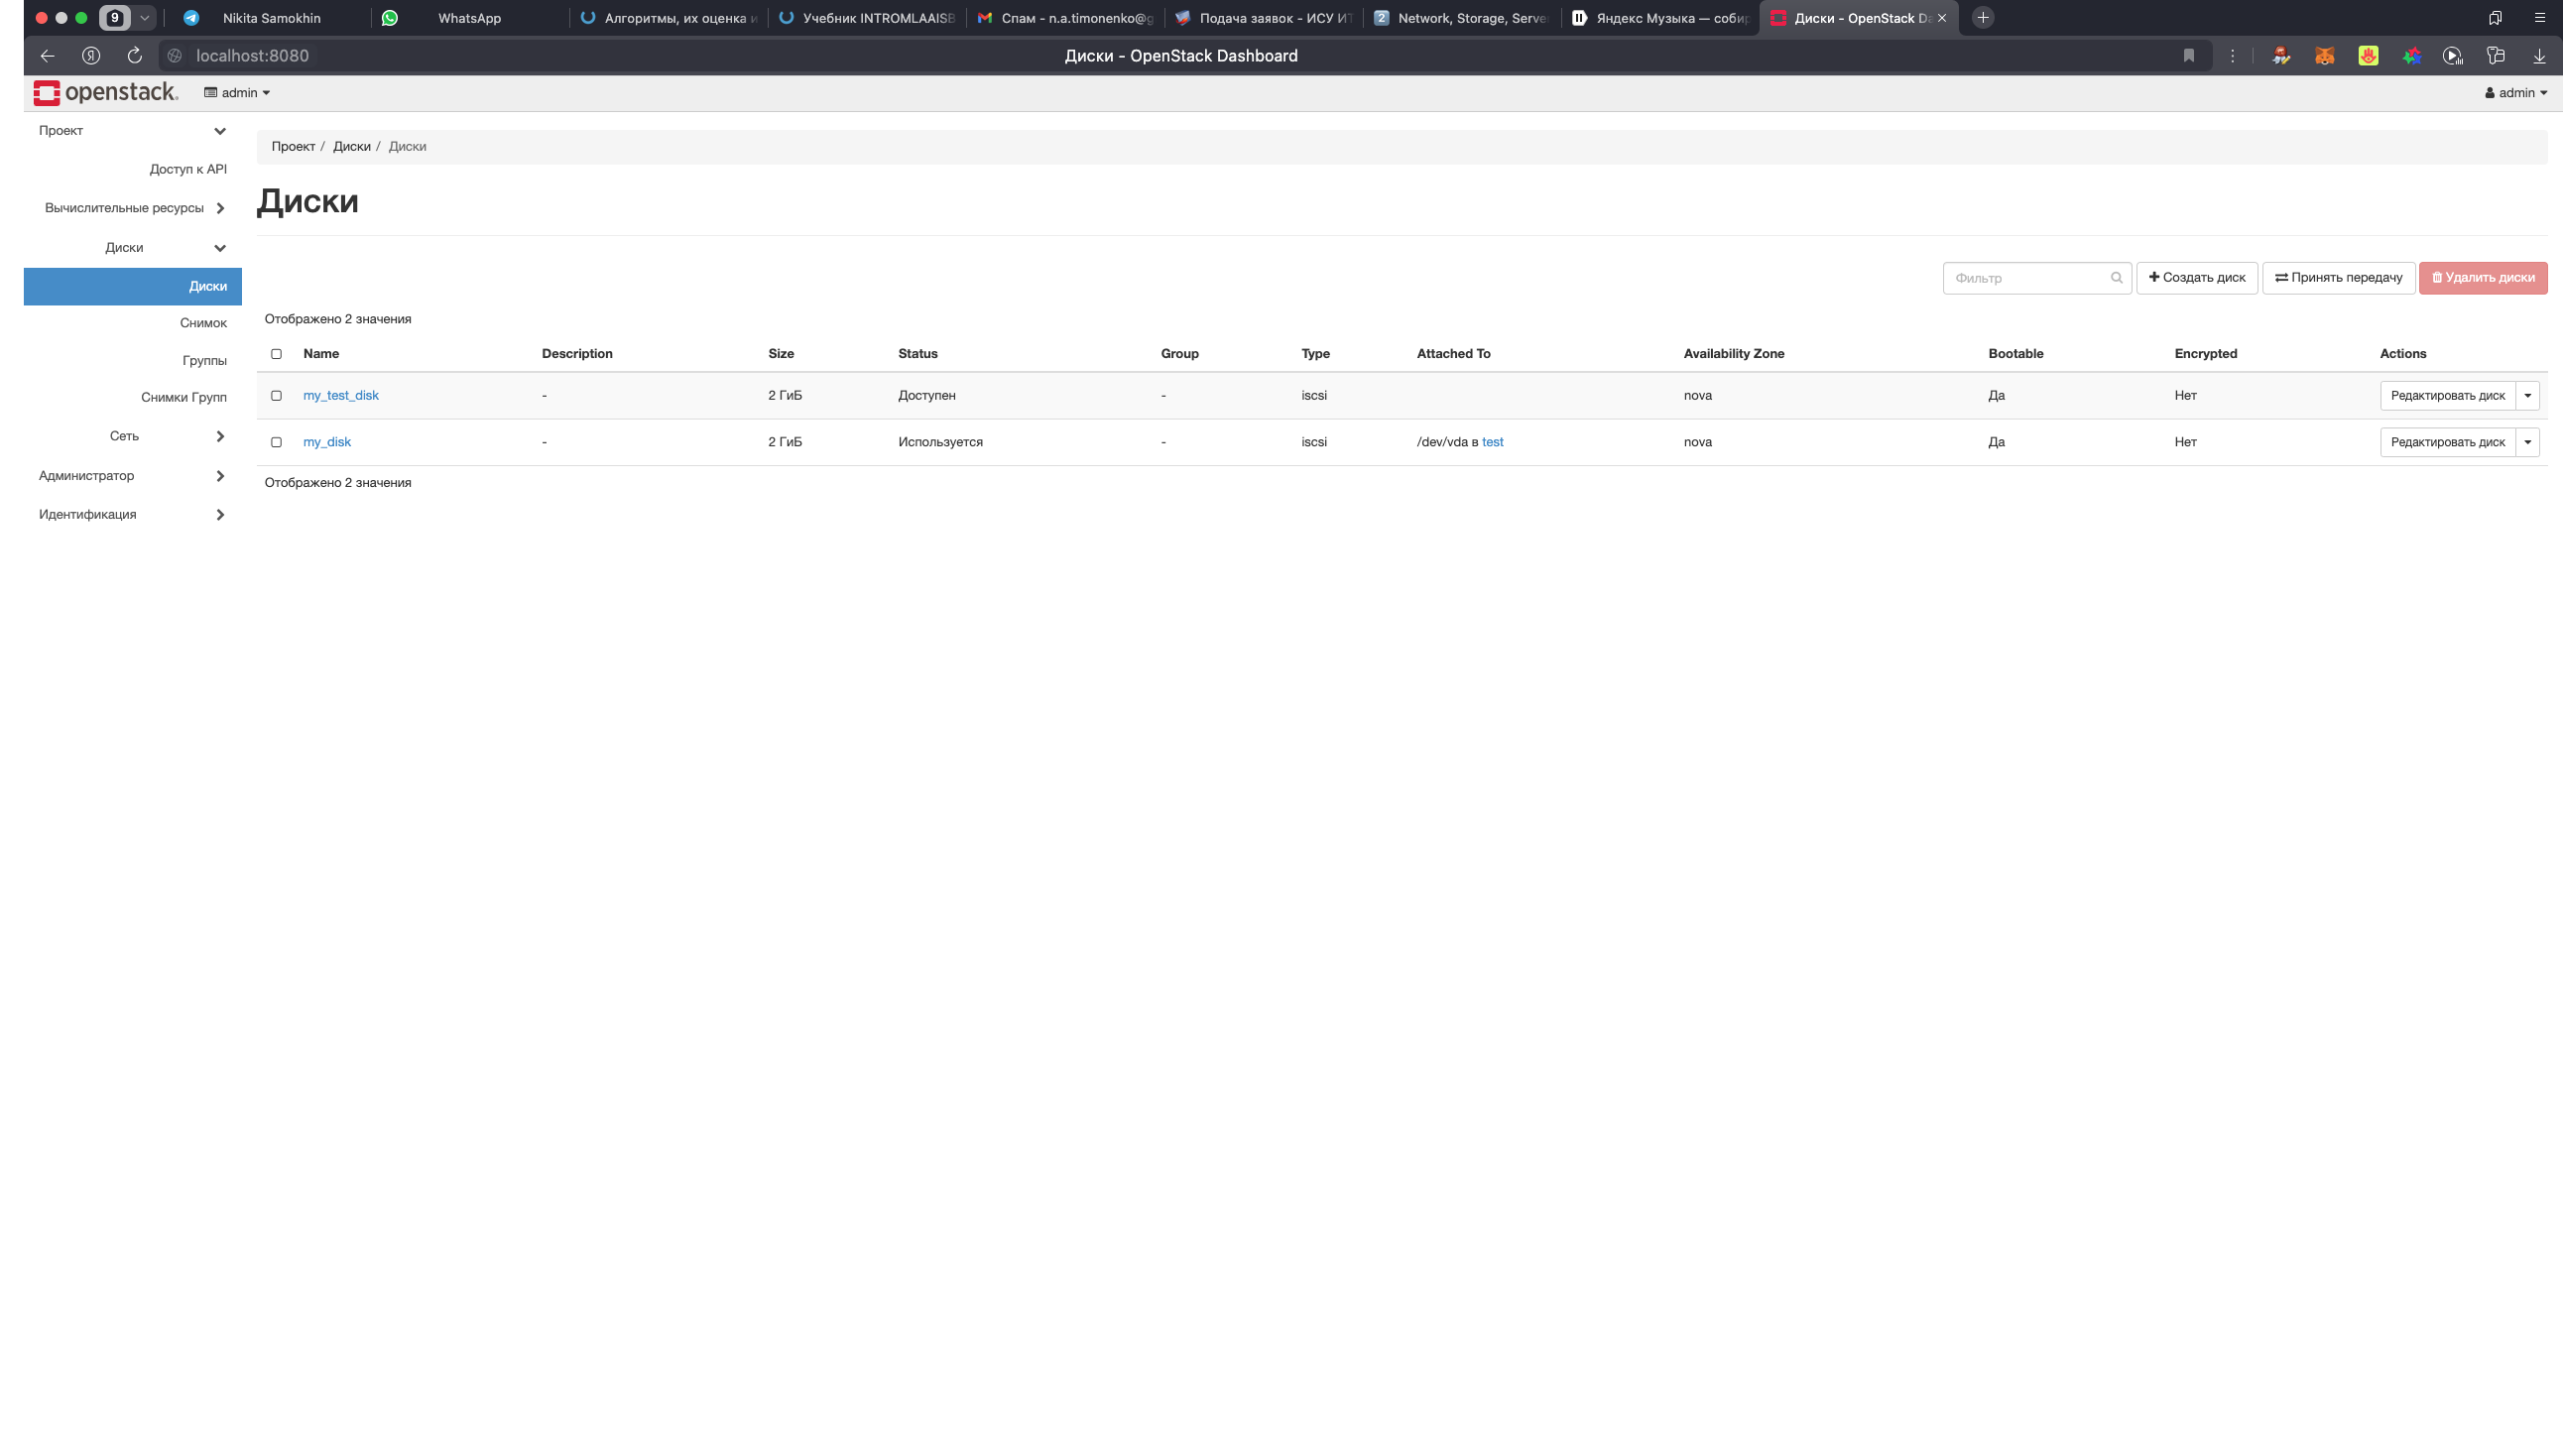 9 Nikita Samokhin WhatsApp Алгоритмы, их оценка и Учебник INTROMLAAISB Спам - n.a.timonenko@g Подача заявок - ИСУ ИТ 2 Network, Storage, Serve Яндекс Музыка — собир Диски - OpenStack Da
localhost:8080 Диски - OpenStack Dashboard
openstack. admin admin
Проект
Доступ к API
Вычислительные ресурсы
Диски
Диски
Снимок
Группы
Снимки Групп
Сеть
Администратор
Идентификация
Проект / Диски / Диски
Диски
Фильтр Создать диск Принять передачу Удалить диски
Отображено 2 значения
Name Description Size Status Group Type Attached To Availability Zone Bootable Encrypted Actions
my_test_disk - 2 ГиБ Доступен - iscsi nova Да Нет Редактировать диск
my_disk - 2 ГиБ Используется - iscsi /dev/vda в test nova Да Нет Редактировать диск
Отображено 2 значения